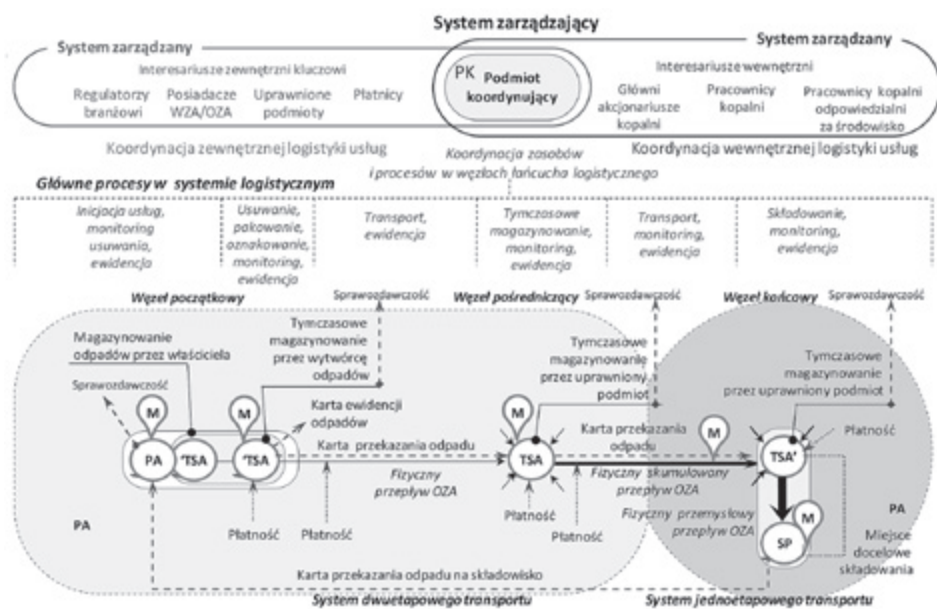 System zarządzający
System zarządzany
System zarządzany
Interesariusze zewnętrzni kluczowi
Regulatorzy
branżowi
Posiadacze
WZA/OZA
Uprawnione
podmioty
Płatnicy
PK
Podmiot
koordynujący
Interesariusze wewnętrzni
Główni
akcjonariusze
kopalni
Pracownicy
kopalni
Pracownicy kopalni
odpowiedzialni
za środowisko
Koordynacja zewnętrznej logistyki usług
Koordynacja zasobów
i procesów w węzłach łańcucha logistycznego
Koordynacja wewnętrznej logistyki usług
Główne procesy w systemie logistycznym
Inicjacja usług,
monitoring
usuwania,
ewidencja
Usuwanie,
pakowanie,
oznakowanie,
monitoring,
ewidencja
Transport,
ewidencja
Tymczasowe
magazynowanie,
monitoring,
ewidencja
Transport,
monitoring,
ewidencja
Składowanie,
monitoring,
ewidencja
Węzeł początkowy
Sprawozdawczość
Węzeł pośredniczący
Sprawozdawczość
Węzeł końcowy
Sprawozdawczość
Magazynowanie
odpadów przez właściciela
Sprawozdawczość
Tymczasowe
magazynowanie
przez wytwórcę
odpadów
Tymczasowe
magazynowanie
przez uprawniony
podmiot
Tymczasowe
magazynowanie
przez uprawniony podmiot
M
M
Karta ewidencji
odpadów
M
Karta przekazania
odpadu
M
Płatność
PA
'TSA
'TSA
Karta przekazania odpadu
TSA
TSA'
Fizyczny
przepływ OZA
Fizyczny skumulowany
przepływ OZA
PA
Płatność
Płatność
Płatność
Płatność
Fizyczny przemysłowy
przepływ OZA
SP
M
PA
Miejsce
docelowe
składowania
Karta przekazania odpadu na składowisko
System dwuetapowego transportu
System jednoetapowego transportu